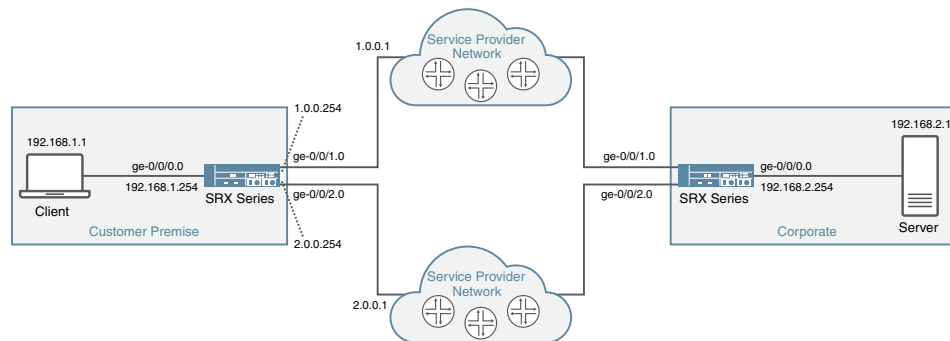 Service Provider
Network
1.0.0.1
1.0.0.254
192.168.1.1
192.168.2.1
ge-0/0/1.0
ge-0/0/1.0
ge-0/0/0.0
ge-0/0/0.0
192.168.1.254
192.168.2.254
ge-0/0/2.0
ge-0/0/2.0
Client
SRX Series
SRX Series
Server
Customer Premise
Corporate
2.0.0.254
Service Provider
Network
2.0.0.1